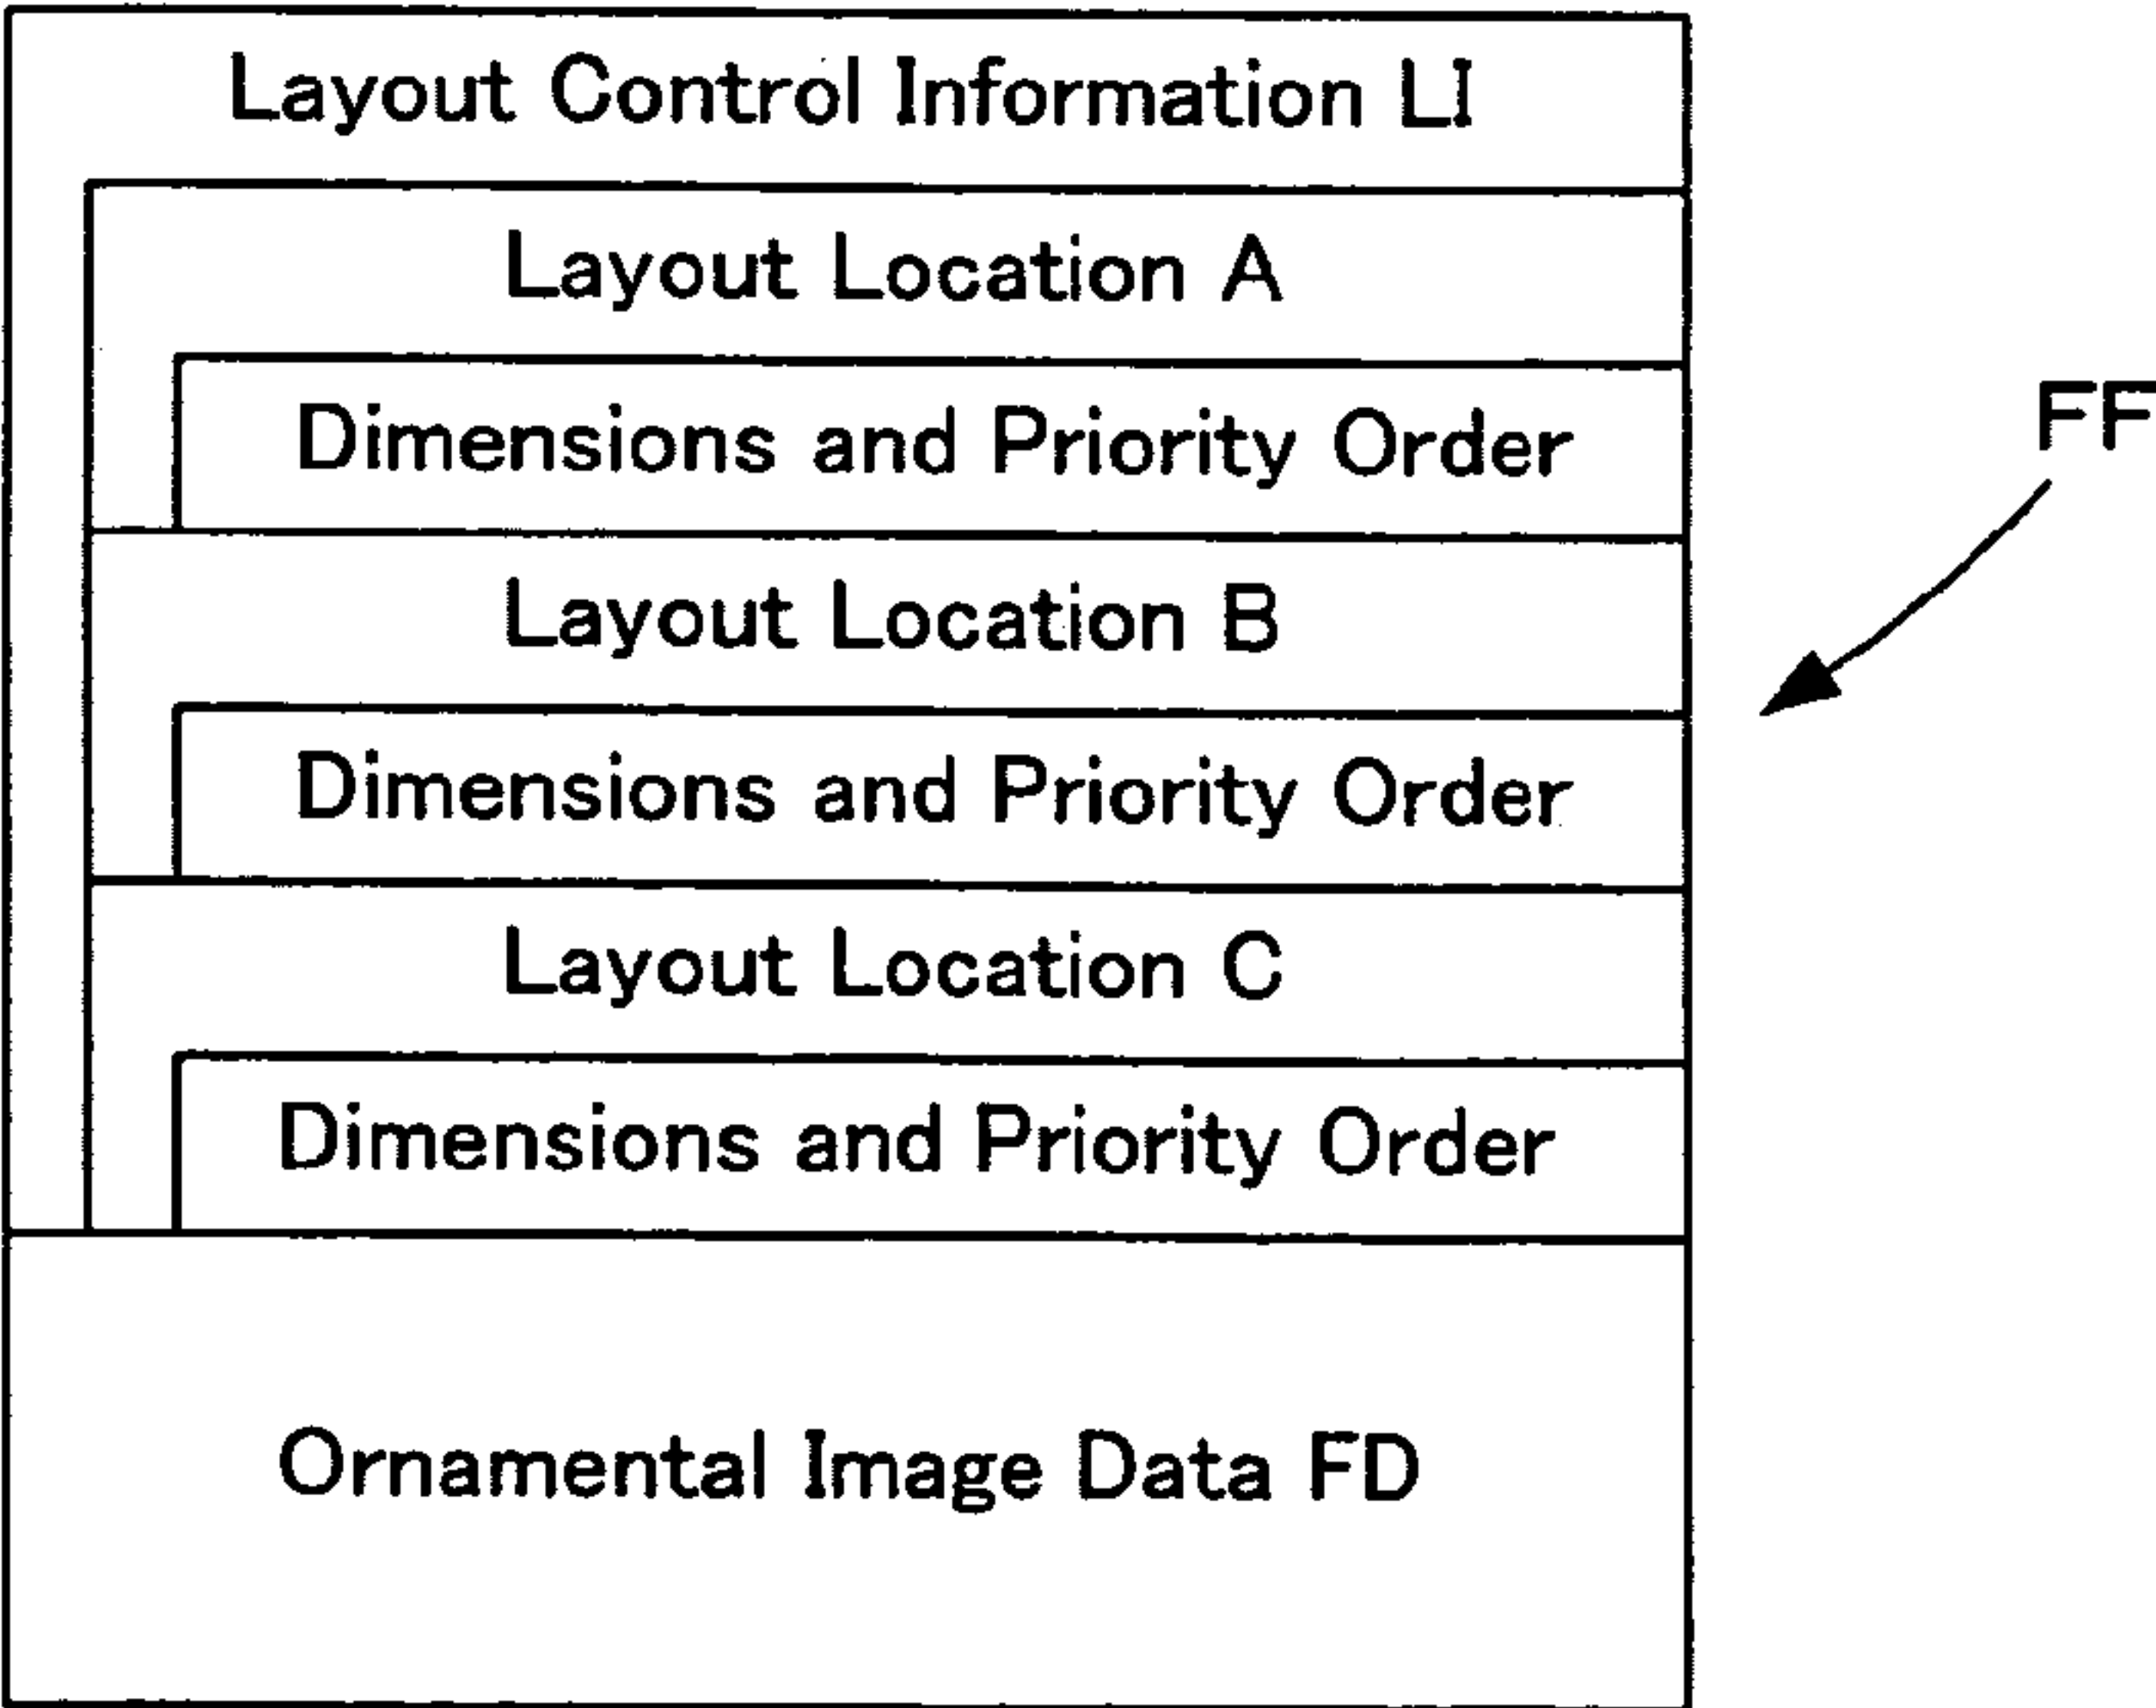 Layout Control Information LI
Layout Location A
Dimensions and Priority Order
FF
Layout Location B
Dimensions and Priority Order
Layout Location C
Dimensions and Priority Order
Ornamental Image Data FD